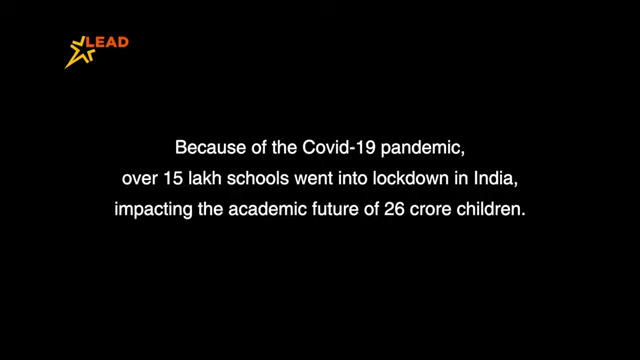 LEAD
Because of the Covid-19 pandemic,
over 15 lakh schools went into lockdown in India,
impacting the academic future of 26 crore children.